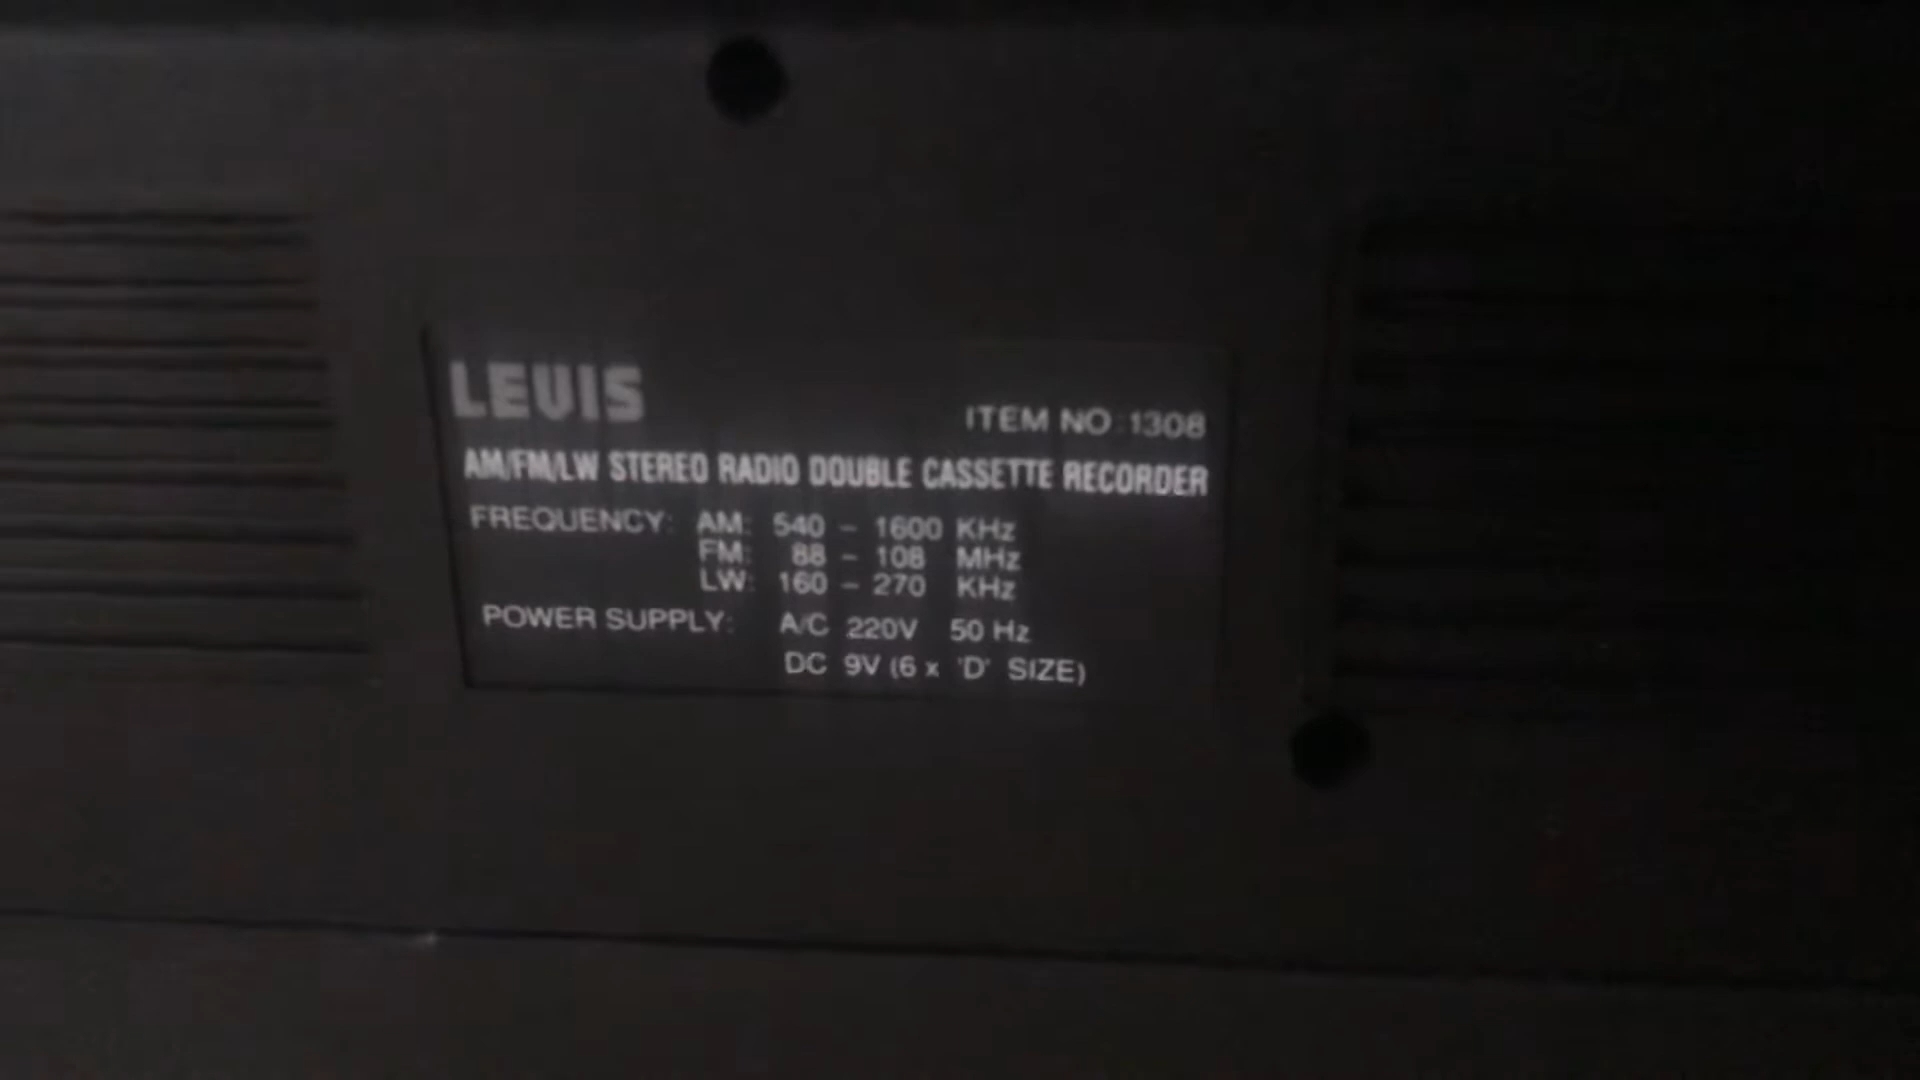 LEVIS
ITEM NO : 1308
AM/FM/LW STEREO RADIO DOUBLE CASSETTE RECORDER
FREQUENCY: AM: 540 – 1600 KHz
FM: 88 – 108 MHz
LW: 160 – 270 KHz
POWER SUPPLY: A/C 220V 50 Hz
DC 9V (6 x 'D' SIZE)